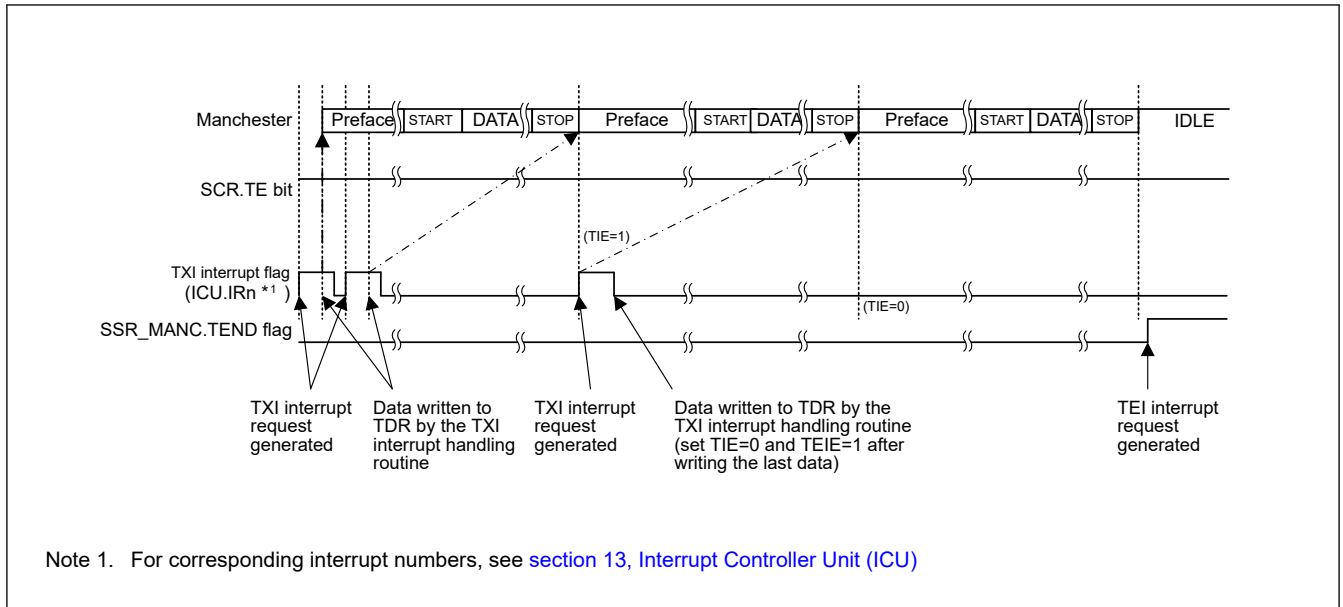 Manchester
Preface START DATA STOP Preface START DATA STOP Preface START DATA STOP IDLE
SCR.TE bit
(TIE=1)
TXI interrupt flag
(ICU.IRn *1 )
(TIE=0)
SSR_MANC.TEND flag
TXI interrupt
request
generated
Data written to
TDR by the TXI
interrupt handling
routine
TXI interrupt
request
generated
Data written to TDR by the
TXI interrupt handling routine
(set TIE=0 and TEIE=1 after
writing the last data)
TEI interrupt
request
generated
Note 1. For corresponding interrupt numbers, see section 13, Interrupt Controller Unit (ICU)